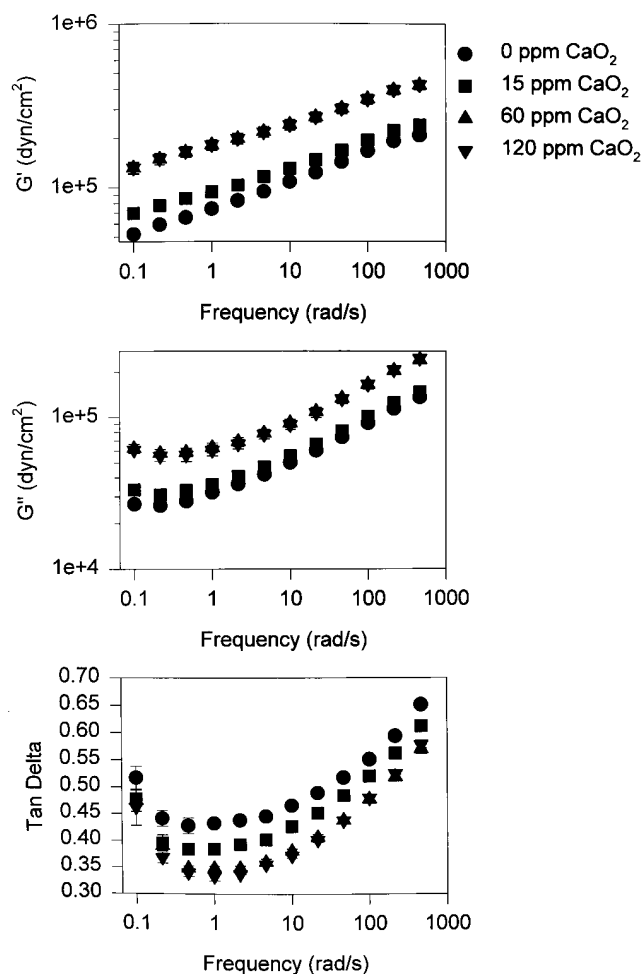 1e+6
1e+5
G' (dyn/cm²)
0.1 1 10 100 1000
Frequency (rad/s)
0 ppm CaO₂
15 ppm CaO₂
60 ppm CaO₂
120 ppm CaO₂
1e+5
1e+4
G" (dyn/cm²)
0.1 1 10 100 1000
Frequency (rad/s)
0.70
0.65
0.60
0.55
0.50
0.45
0.40
0.35
0.30
Tan Delta
0.1 1 10 100 1000
Frequency (rad/s)